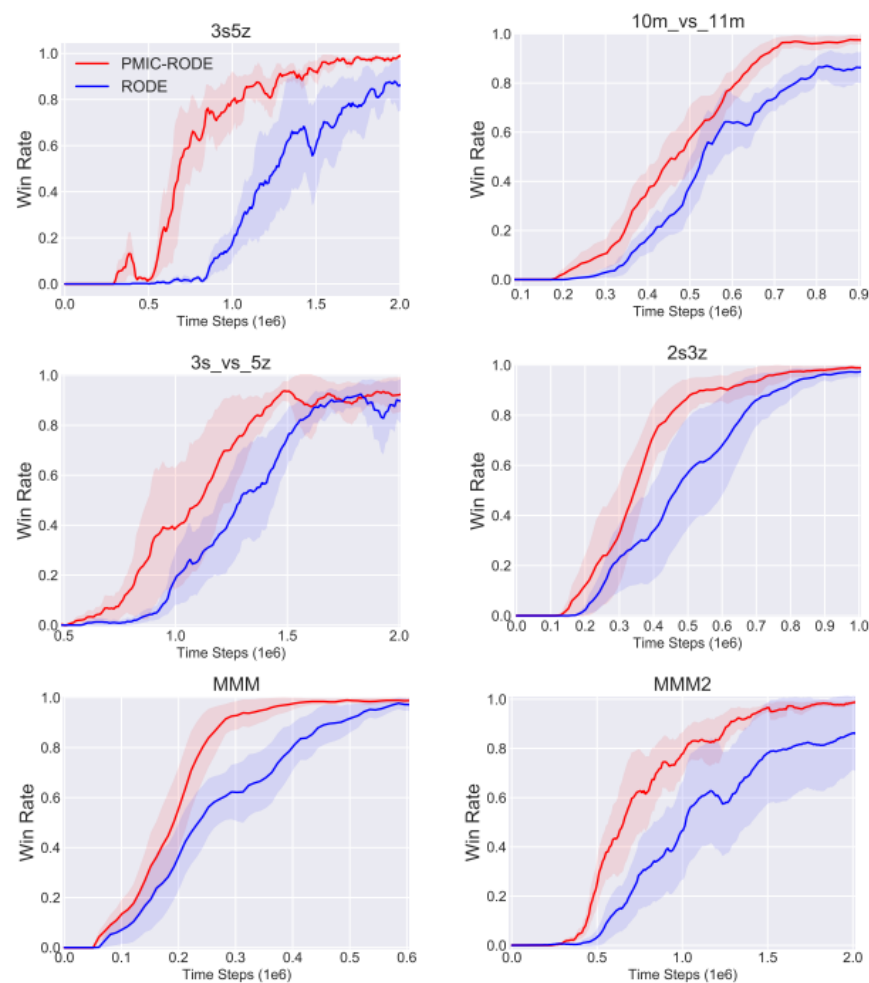 3s5z
1.0
0.8
0.6
0.4
0.2
0.0
Win Rate
PMIC-RODE
RODE
0.0 0.5 1.0 1.5 2.0
Time Steps (1e6)
10m_vs_11m
1.0
0.8
0.6
0.4
0.2
0.0
Win Rate
0.1 0.2 0.3 0.4 0.5 0.6 0.7 0.8 0.9
Time Steps (1e6)
3s_vs_5z
1.0
0.8
0.6
0.4
0.2
0.0
Win Rate
0.5 1.0 1.5 2.0
Time Steps (1e6)
2s3z
1.0
0.8
0.6
0.4
0.2
0.0
Win Rate
0.0 0.1 0.2 0.3 0.4 0.5 0.6 0.7 0.8 0.9 1.0
Time Steps (1e6)
MMM
1.0
0.8
0.6
0.4
0.2
0.0
Win Rate
0.0 0.1 0.2 0.3 0.4 0.5 0.6
Time Steps (1e6)
MMM2
1.0
0.8
0.6
0.4
0.2
0.0
Win Rate
0.0 0.5 1.0 1.5 2.0
Time Steps (1e6)